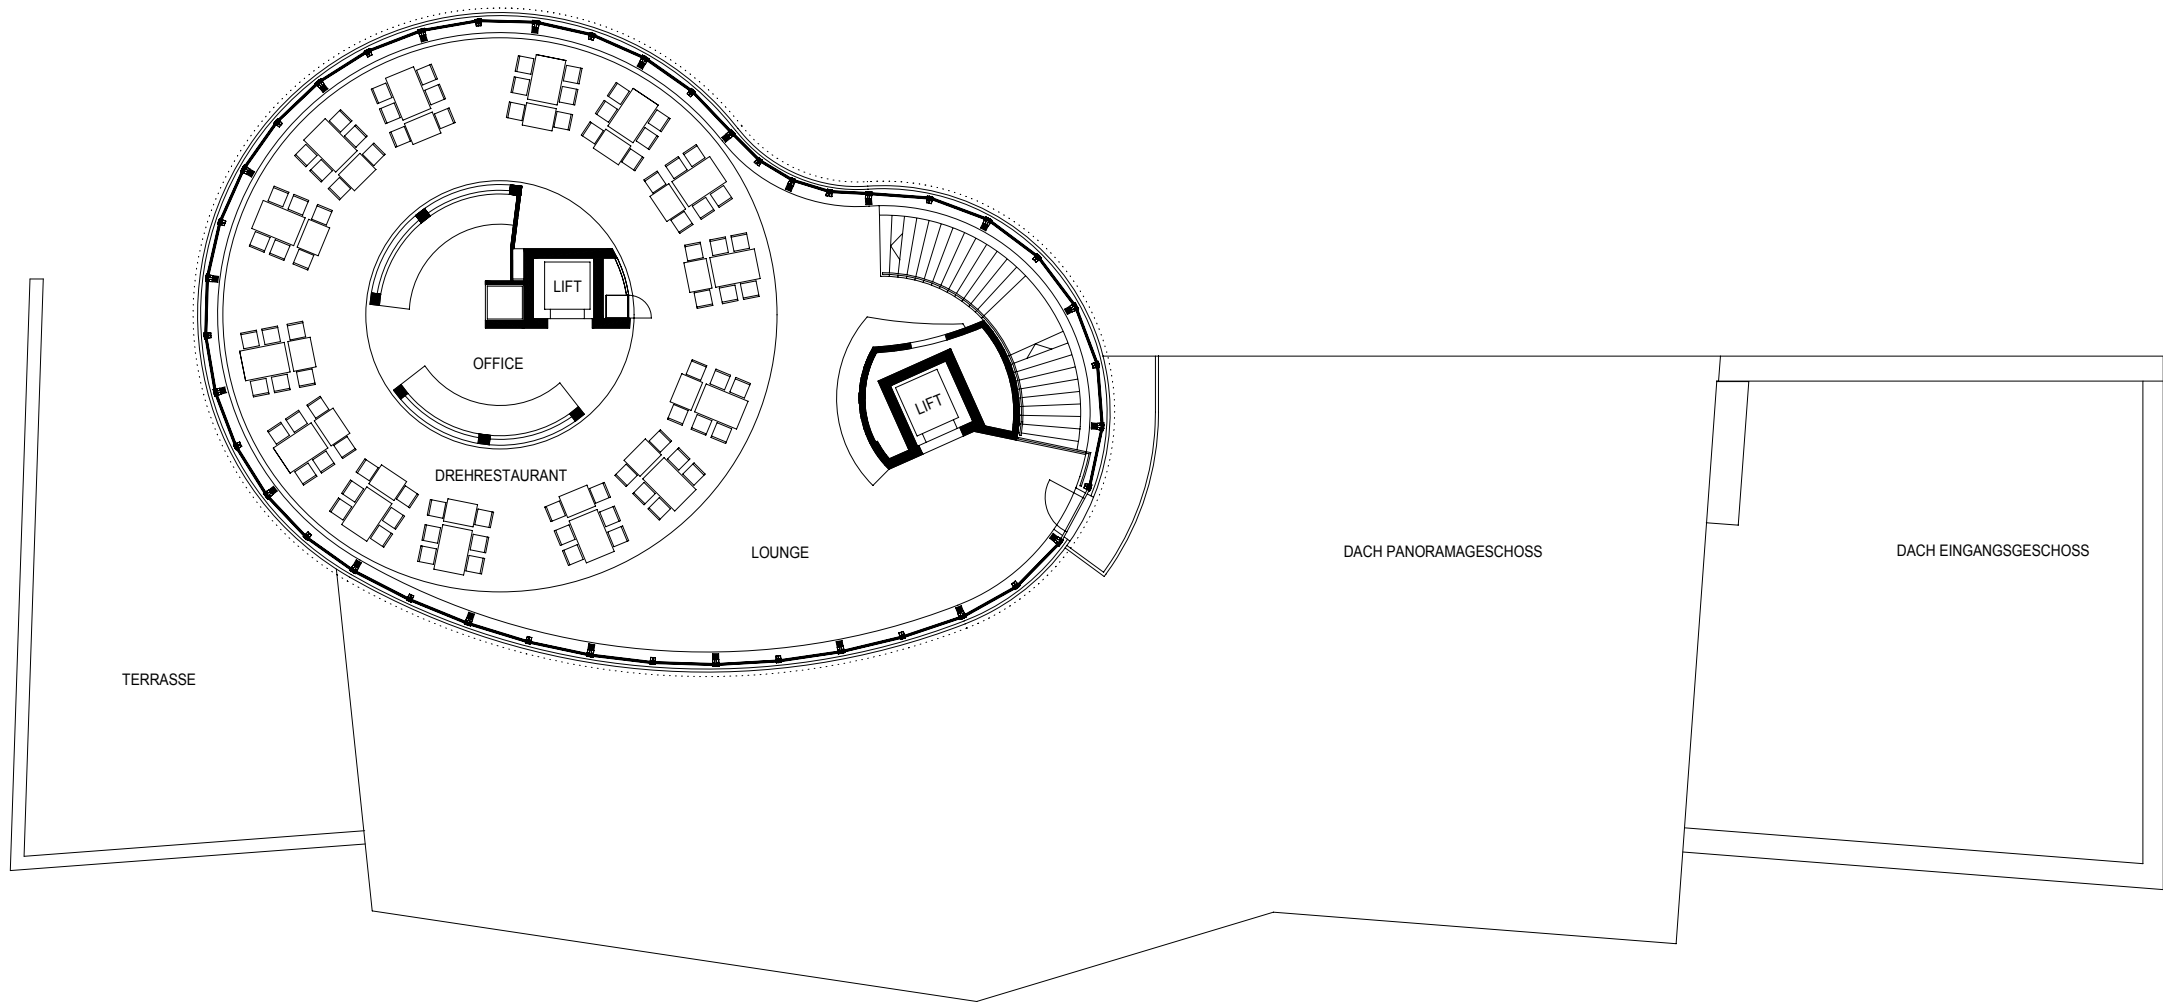 LIFT
OFFICE
LIFT
DREHRESTAURANT
LOUNGE
DACH PANORAMAGESCHOSS
DACH EINGANGSGESCHOSS
TERRASSE